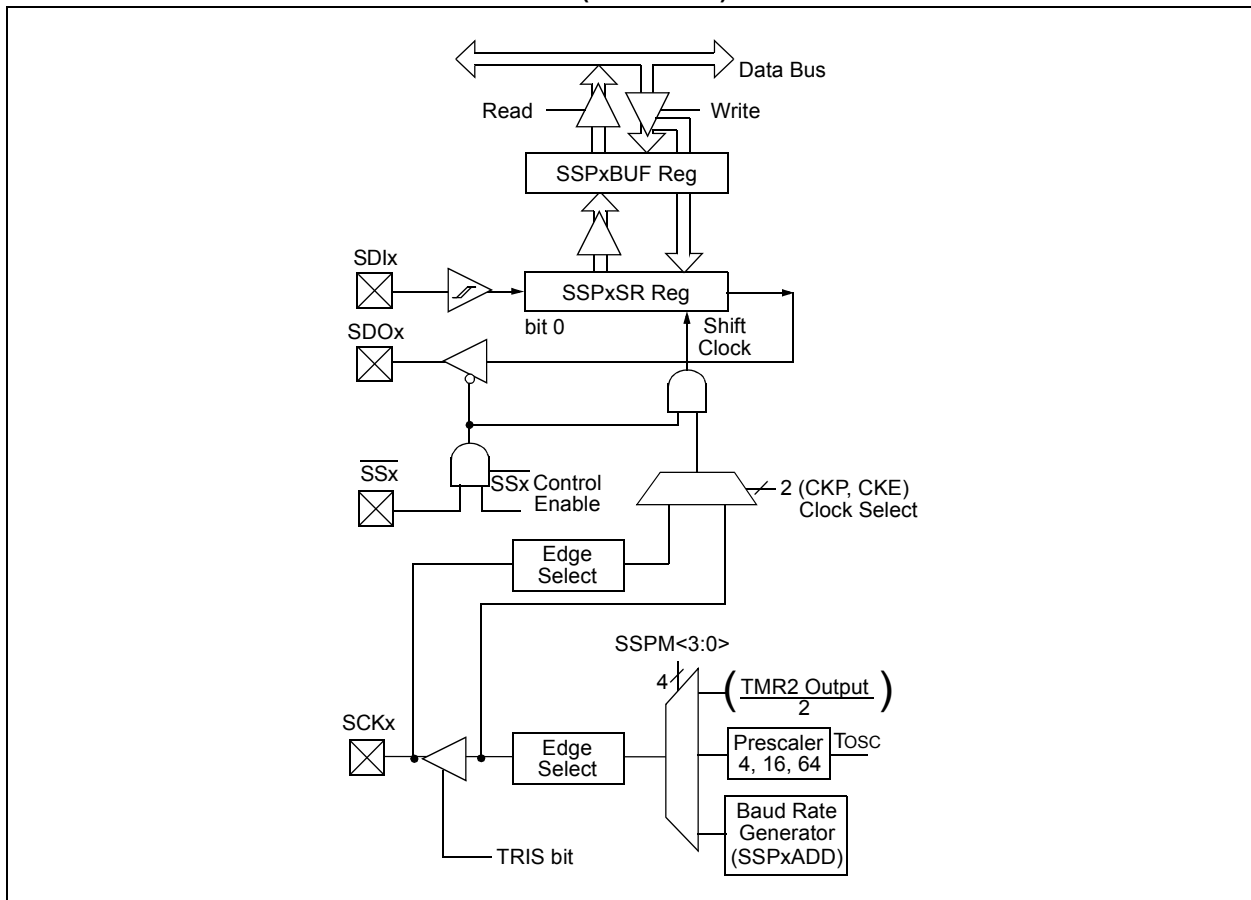 Data Bus
Read
Write
SSPxBUF Reg
SDIx
SSPxSR Reg
SDOx
bit 0
Shift
Clock
SSx
SSx Control
Enable
2 (CKP, CKE)
Clock Select
Edge
Select
SSPM<3:0>
4
(TMR2 Output
2)
SCKx
Edge
Select
Prescaler
4, 16, 64
TOSC
Baud Rate
Generator
(SSPxADD)
TRIS bit